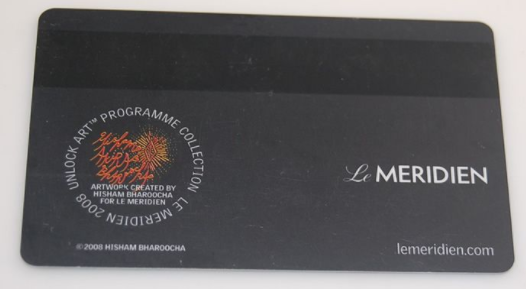 UNLOCK ART™ PROGRAMME COLLECTION LE MERIDIEN 2008
ARTWORK CREATED BY
HISHAM BHAROOCHA
FOR LE MERIDIEN
© 2008 HISHAM BHAROOCHA
Le MERIDIEN
lemeridien.com